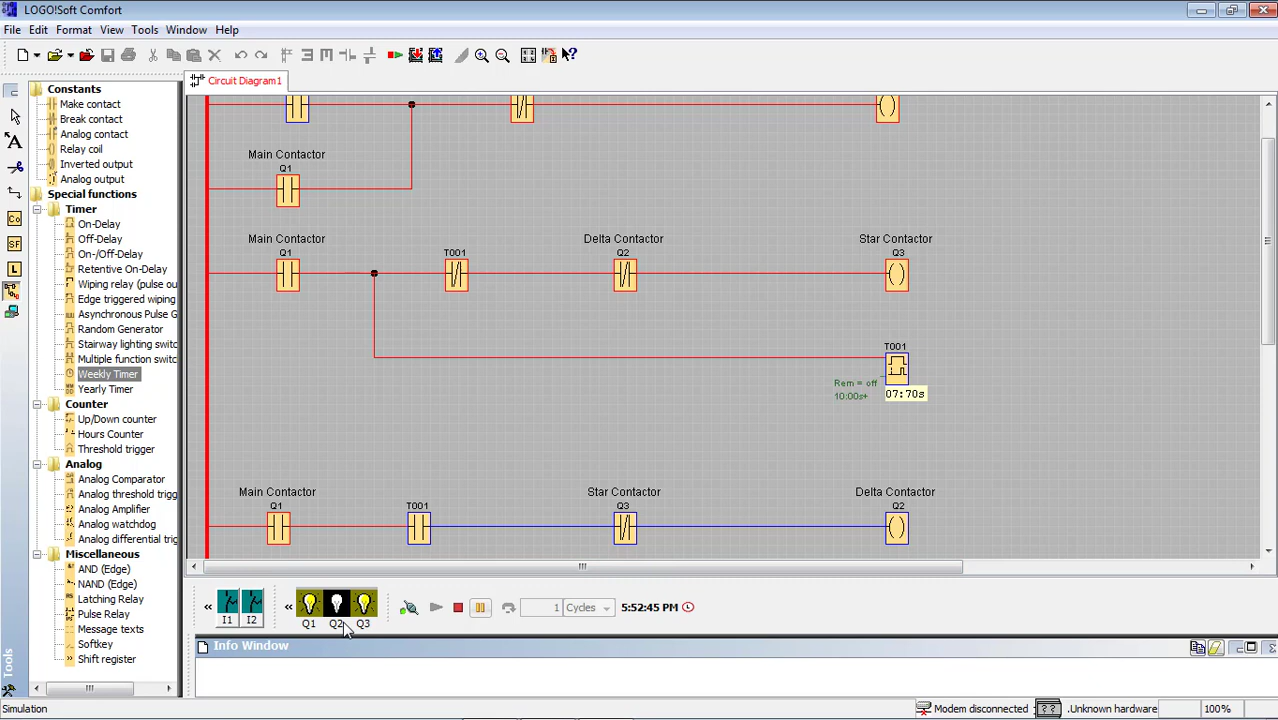 LOGO!Soft Comfort
File Edit Format View Tools Window Help
Circuit Diagram1
Constants
Make contact
Break contact
Analog contact
Relay coil
Inverted output
Analog output
Special functions
Timer
On-Delay
Off-Delay
On-/Off-Delay
Retentive On-Delay
Wiping relay (pulse ou
Edge triggered wiping
Asynchronous Pulse G
Random Generator
Stairway lighting switc
Multiple function switc
Weekly Timer
Yearly Timer
Counter
Up/Down counter
Hours Counter
Threshold trigger
Analog
Analog Comparator
Analog threshold trigg
Analog Amplifier
Analog watchdog
Analog differential trig
Miscellaneous
AND (Edge)
NAND (Edge)
Latching Relay
Pulse Relay
Message texts
Softkey
Shift register
Tools
A
Co
SF
L
Main Contactor
Q1
Main Contactor Delta Contactor Star Contactor
Q1 T001 Q2 Q3
T001
Rem = off
10:00s+
07:70s
Main Contactor Star Contactor Delta Contactor
Q1 T001 Q3 Q2
I1 I2 Q1 Q2 Q3
1 Cycles 5:52:45 PM
Info Window
Simulation Modem disconnected ?? .Unknown hardware 100%